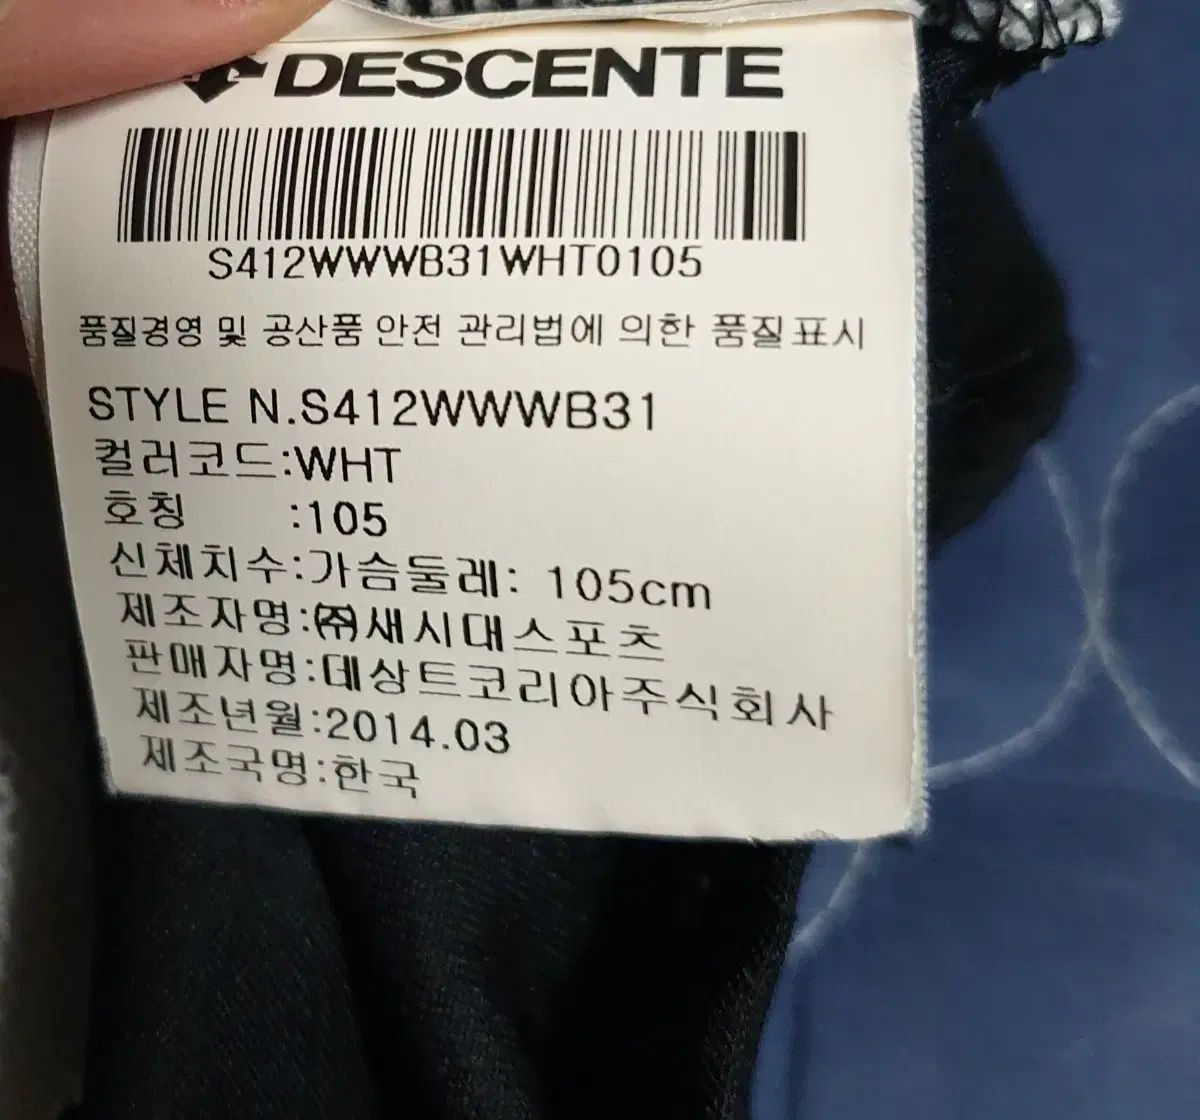 DESCENTE
S412WWWB31WHT0105
품질경영 및 공산품 안전 관리법에 의한 품질표시
STYLE N.S412WWWB31
컬러코드:WHT
호칭 :105
신체치수:가슴둘레: 105cm
제조자명:㈜새시대스포츠
판매자명:데상트코리아주식회사
제조년월:2014.03
제조국명:한국